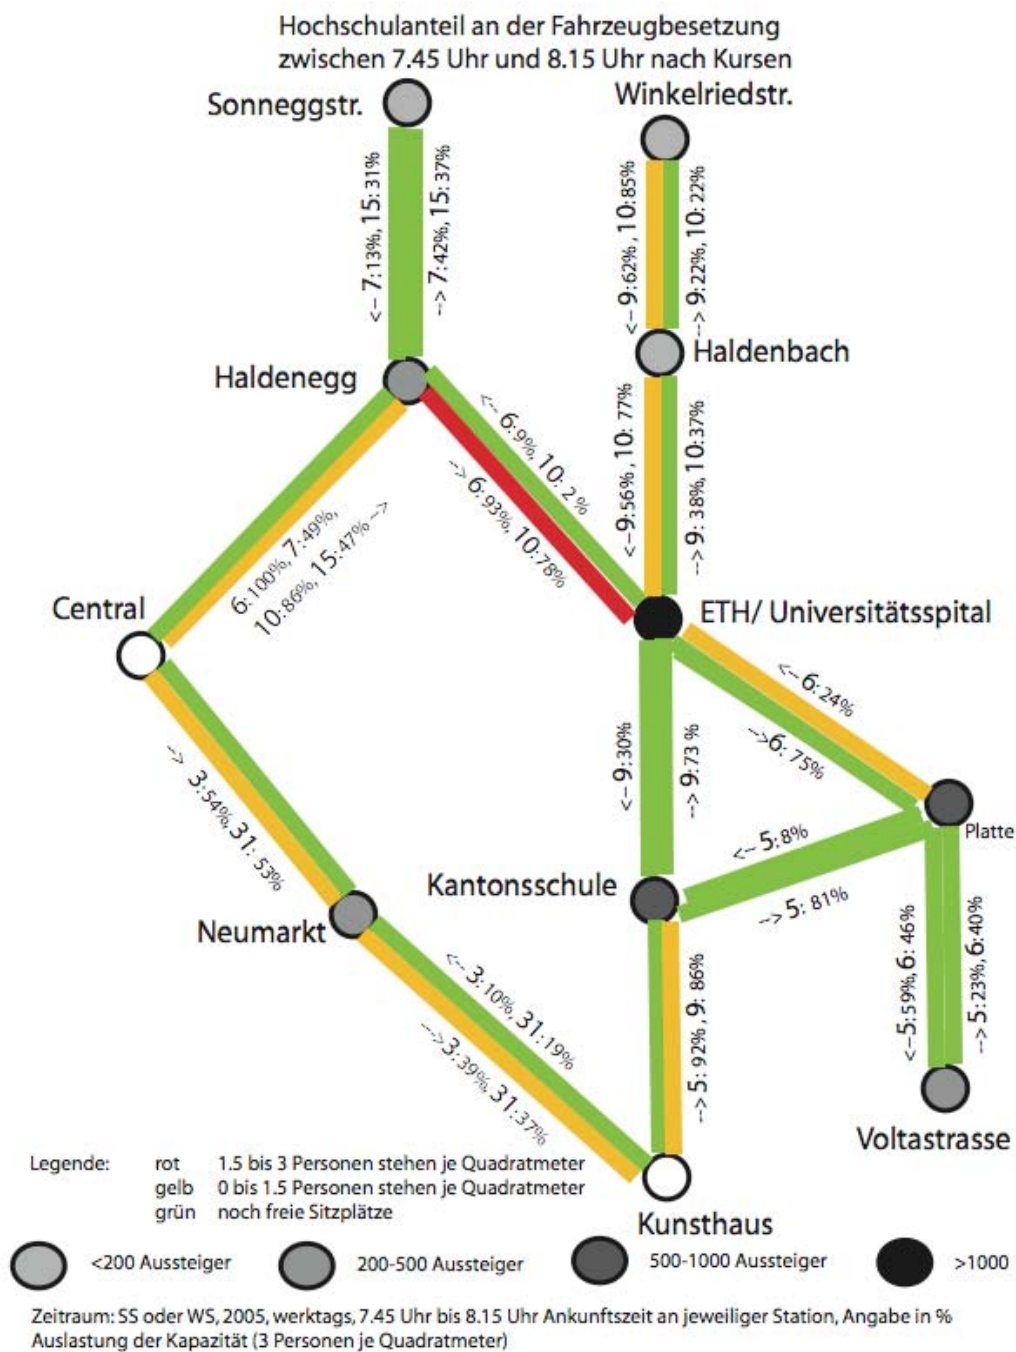 Hochschulanteil an der Fahrzeugbesetzung
zwischen 7.45 Uhr und 8.15 Uhr nach Kursen
Sonneggstr.
Winkelriedstr.
<-- 7:13%, 15:31%
--> 7:42%, 15:37%
<-- 9:62%, 10:85%
--> 9:22%, 10:22%
Haldenegg
Haldenbach
<-- 6:9%, 10: 2 %
--> 6:93%, 10:78%
<--9:56%, 10: 77%
--> 9: 38%, 10:37%
6:100%, 7:49%,
10:86%, 15:47% -->
Central
ETH/ Universitätsspital
<-- 6:24%
-->6: 75%
<-- 9:30%
--> 9:73 %
Platte
--> 3:54%, 31: 53%
<-- 5:8%
--> 5: 81%
Kantonsschule
Neumarkt
<--5:59%, 6: 46%
--> 5:23%, 6:40%
<-- 3:10%, 31:19%
---> 3:39%, 31:37%
--> 5: 92% , 9: 86%
Voltastrasse
Kunsthaus
Legende: rot 1.5 bis 3 Personen stehen je Quadratmeter
gelb 0 bis 1.5 Personen stehen je Quadratmeter
grün noch freie Sitzplätze
<200 Aussteiger 200-500 Aussteiger 500-1000 Aussteiger >1000
Zeitraum: SS oder WS, 2005, werktags, 7.45 Uhr bis 8.15 Uhr Ankunftszeit an jeweiliger Station, Angabe in %
Auslastung der Kapazität (3 Personen je Quadratmeter)